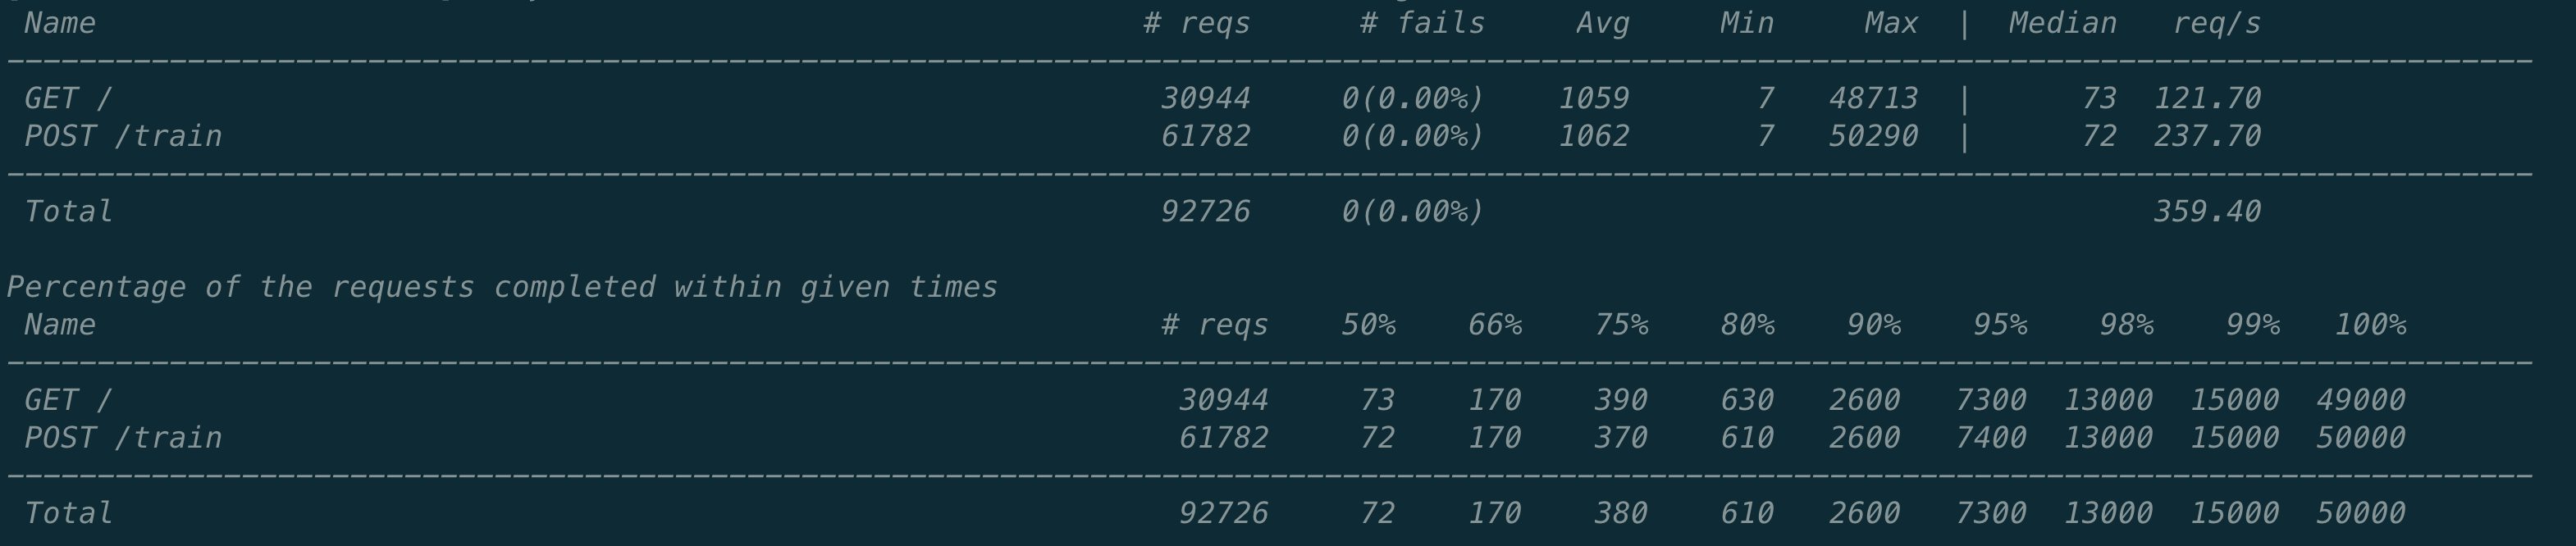 Name # reqs # fails Avg Min Max | Median req/s
GET / 30944 0(0.00%) 1059 7 48713 | 73 121.70
POST /train 61782 0(0.00%) 1062 7 50290 | 72 237.70
Total 92726 0(0.00%) 359.40
Percentage of the requests completed within given times
Name # reqs 50% 66% 75% 80% 90% 95% 98% 99% 100%
GET / 30944 73 170 390 630 2600 7300 13000 15000 49000
POST /train 61782 72 170 370 610 2600 7400 13000 15000 50000
Total 92726 72 170 380 610 2600 7300 13000 15000 50000